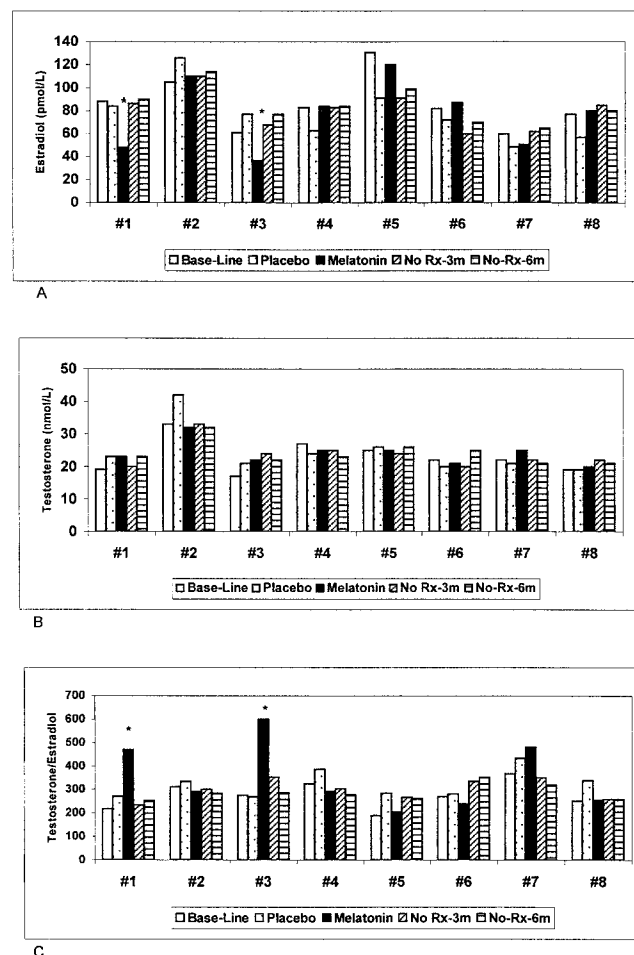 Estradiol (pmol/L)
140
120
100
80
60
40
20
0
*
*
#1 #2 #3 #4 #5 #6 #7 #8
Base-Line Placebo Melatonin No Rx-3m No-Rx-6m
A
Testosterone (nmol/L)
50
40
30
20
10
0
#1 #2 #3 #4 #5 #6 #7 #8
Base-Line Placebo Melatonin No Rx-3m No-Rx-6m
B
Testosterone/Estradiol
700
600
500
400
300
200
100
0
*
*
#1 #2 #3 #4 #5 #6 #7 #8
Base-Line Placebo Melatonin No Rx-3m No-Rx-6m
C